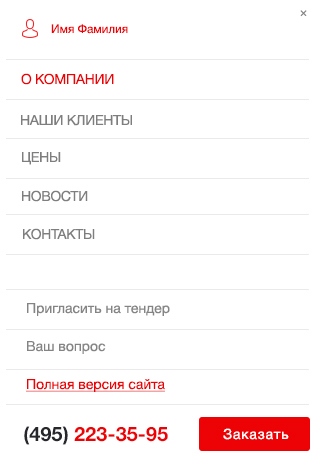 ×
Имя Фамилия
О КОМПАНИИ
НАШИ КЛИЕНТЫ
ЦЕНЫ
НОВОСТИ
КОНТАКТЫ
Пригласить на тендер
Ваш вопрос
Полная версия сайта
(495) 223-35-95
Заказать